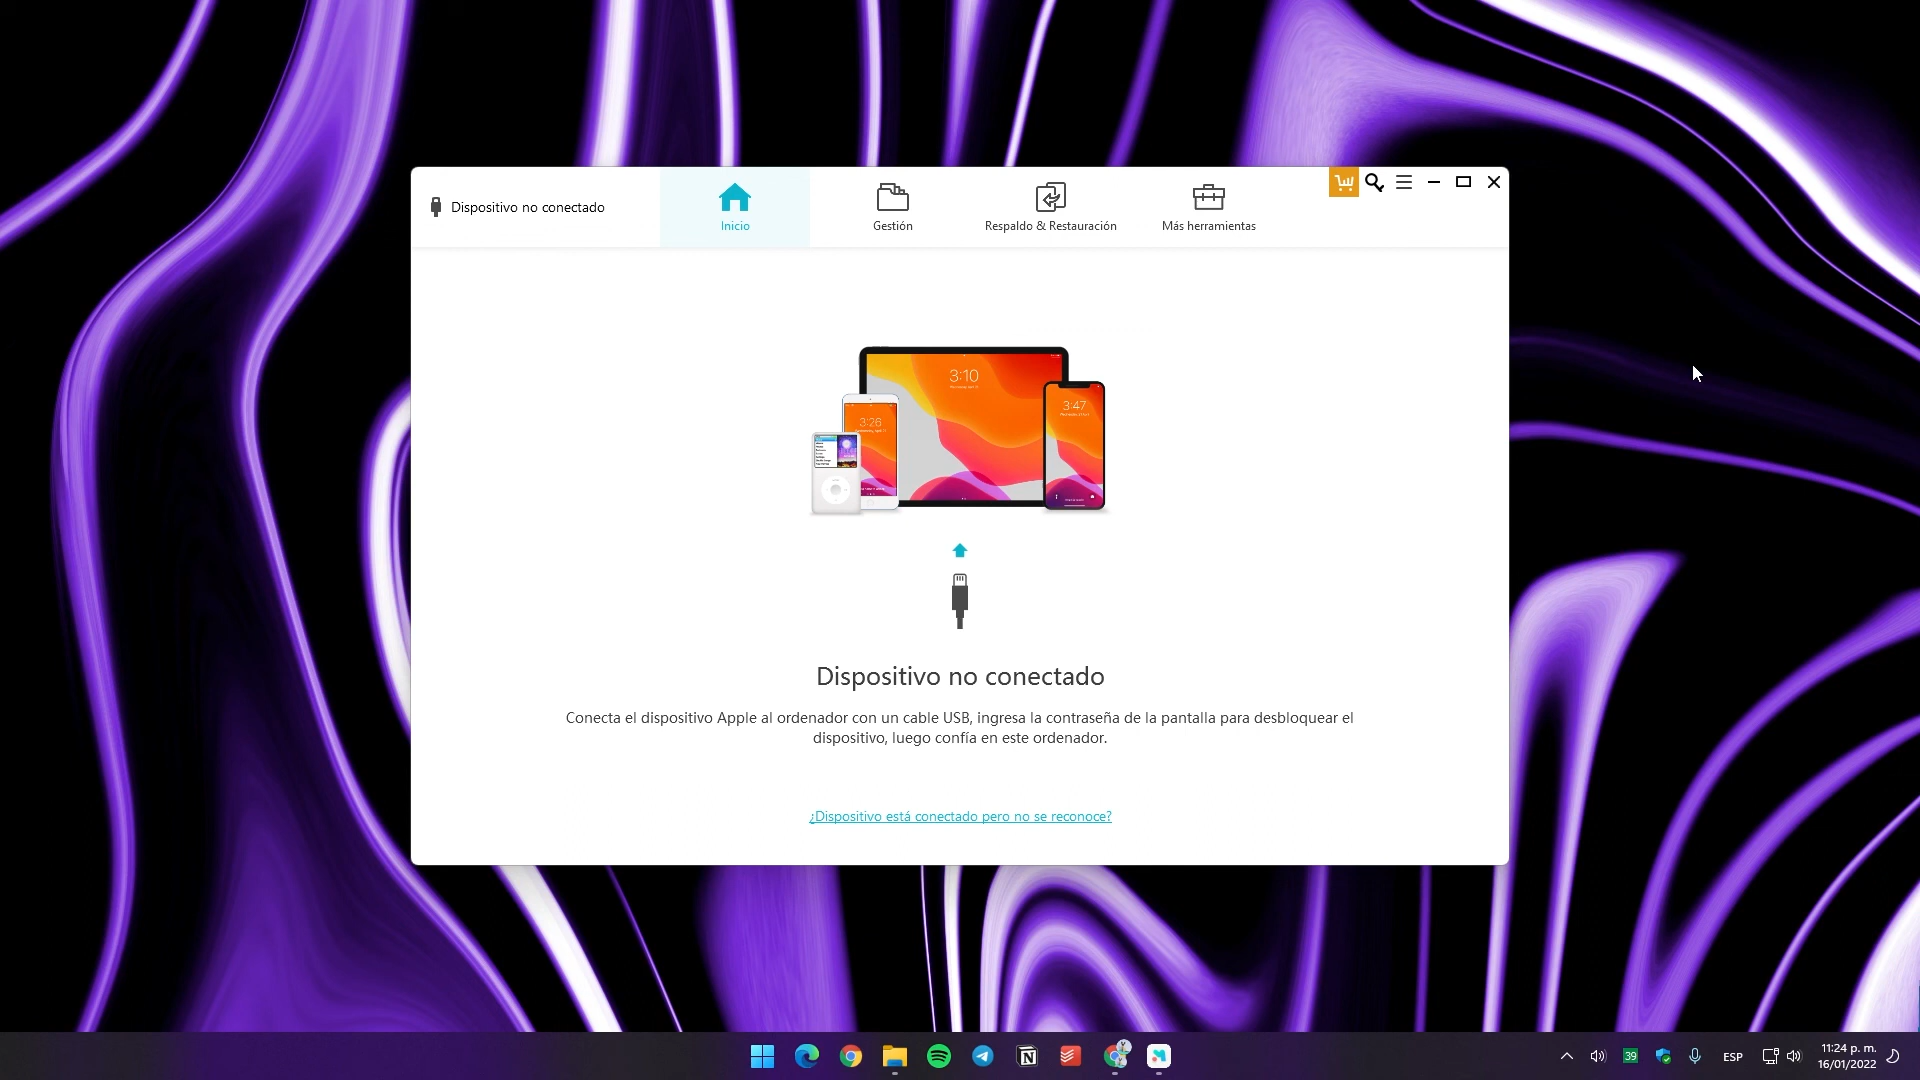 Dispositivo no conectado
Inicio
Gestión
Respaldo & Restauración
Más herramientas
3:10
3:26
3:47
Dispositivo no conectado
Conecta el dispositivo Apple al ordenador con un cable USB, ingresa la contraseña de la pantalla para desbloquear el
dispositivo, luego confía en este ordenador.
¿Dispositivo está conectado pero no se reconoce?
39
ESP
11:24 p. m.
16/01/2022